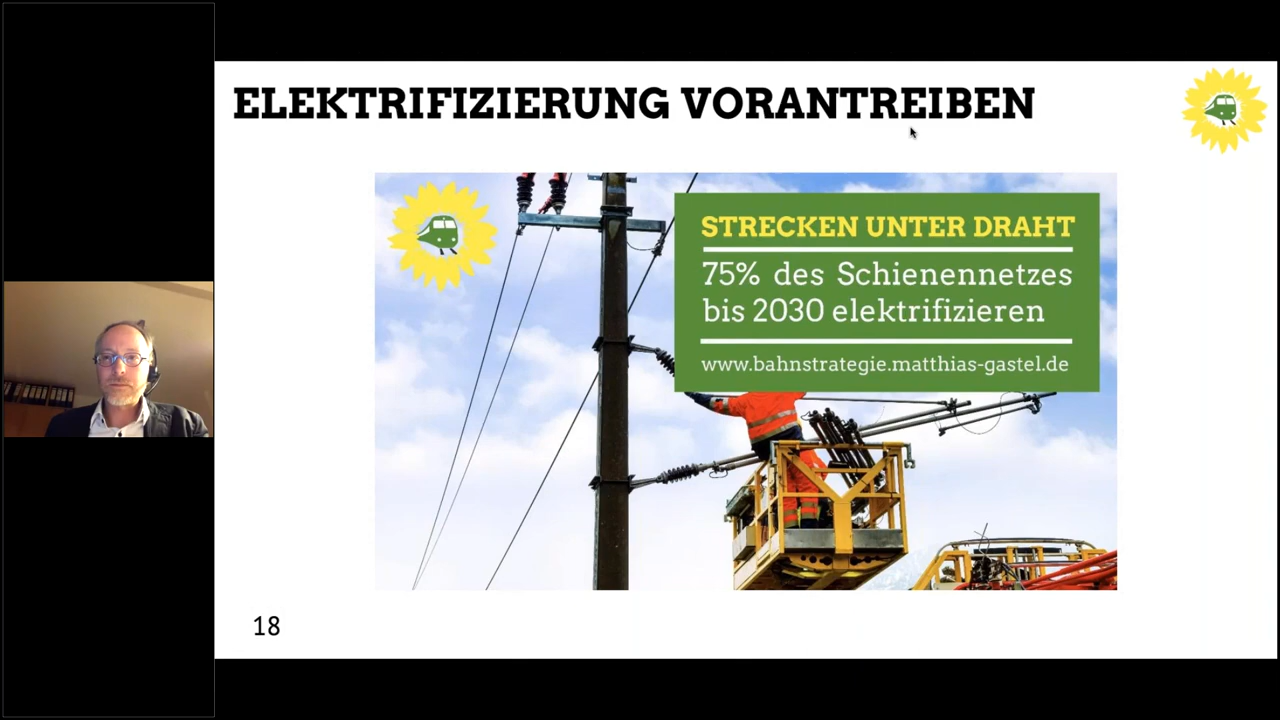 ELEKTRIFIZIERUNG VORANTREIBEN
STRECKEN UNTER DRAHT
75% des Schienennetzes
bis 2030 elektrifizieren
www.bahnstrategie.matthias-gastel.de
18